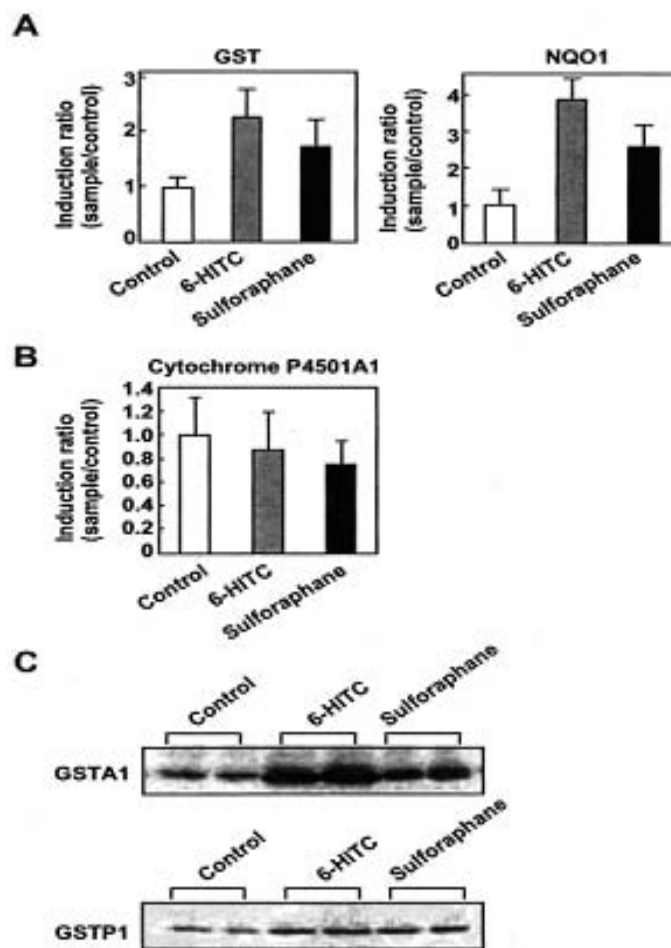 A
GST
NQO1
Induction ratio
(sample/control)
3
2
1
0
Control
6-HITC
Sulforaphane
Induction ratio
(sample/control)
4
3
2
1
0
Control
6-HITC
Sulforaphane
B
Cytochrome P4501A1
Induction ratio
(sample/control)
1.4
1.2
1.0
0.8
0.6
0.4
0.2
0
Control
6-HITC
Sulforaphane
C
Control
6-HITC
Sulforaphane
GSTA1
Control
6-HITC
Sulforaphane
GSTP1